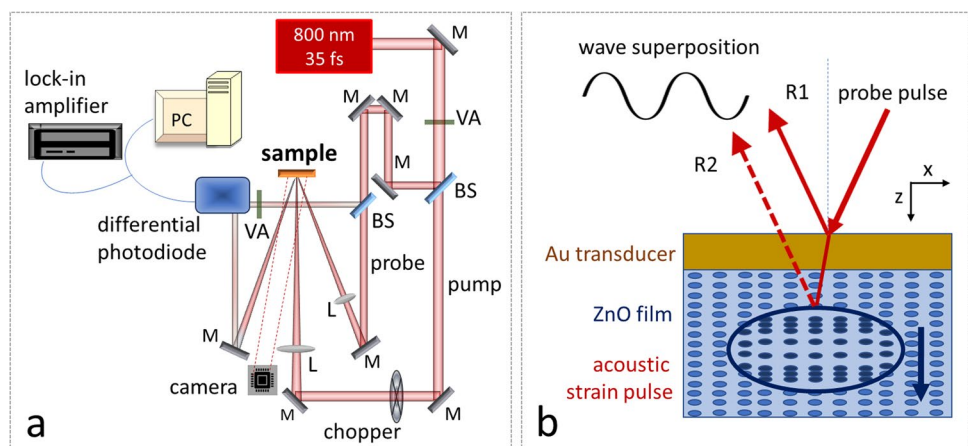 800 nm
35 fs
M
lock-in
amplifier
PC
M
M
VA
sample
M
BS
differential
photodiode
VA
BS
probe
pump
L
M
L
M
camera
M
chopper
M
a
wave superposition
R1
probe pulse
R2
x
z
Au transducer
ZnO film
acoustic
strain pulse
b